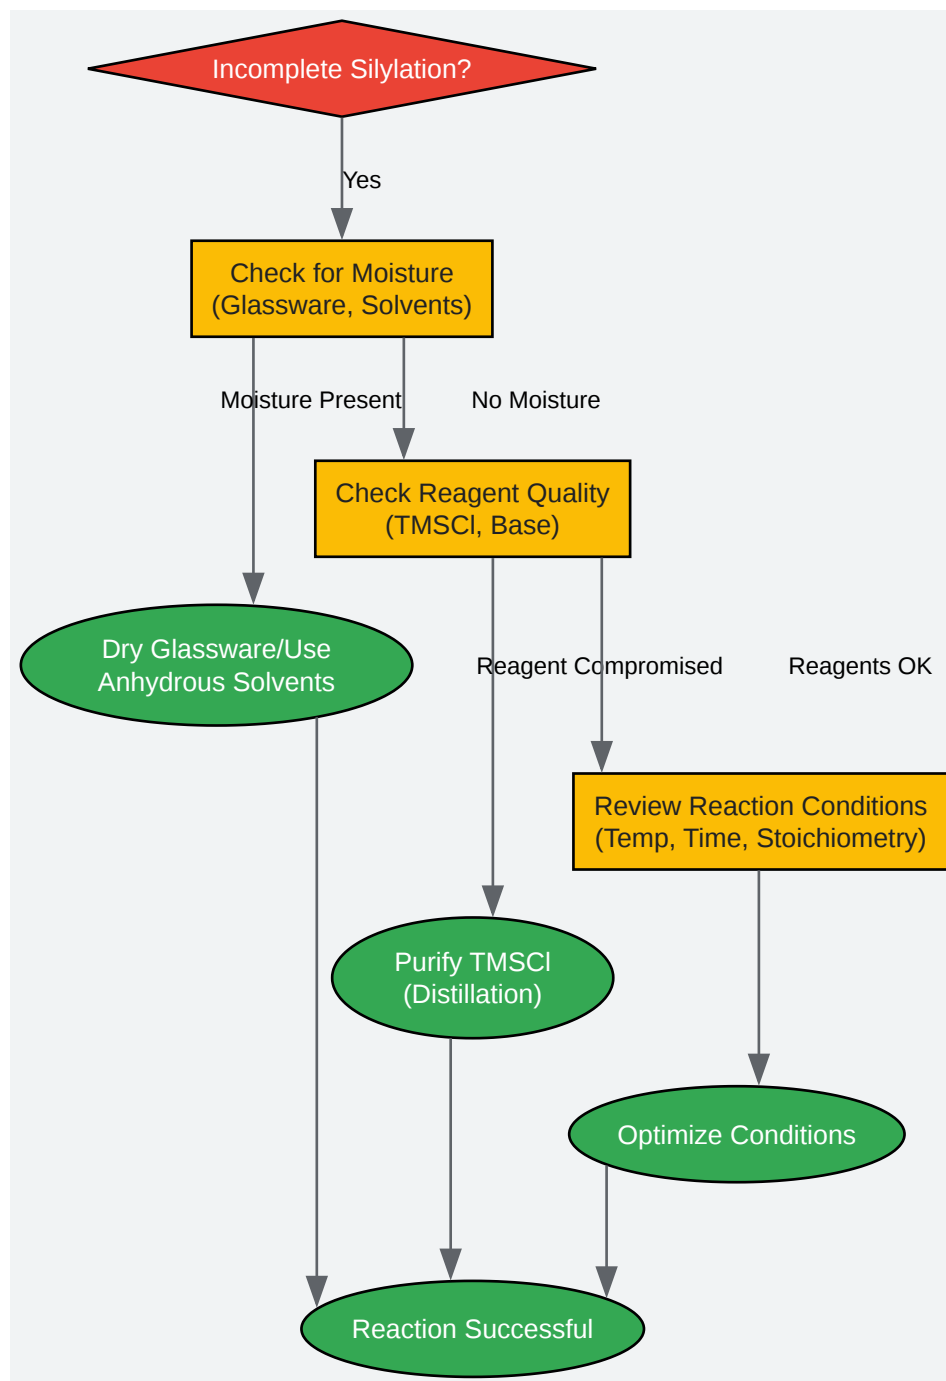 Incomplete Silylation?
Yes
Check for Moisture
(Glassware, Solvents)
Moisture Present
No Moisture
Check Reagent Quality
(TMSCl, Base)
Dry Glassware/Use
Anhydrous Solvents
Reagent Compromised
Reagents OK
Review Reaction Conditions
(Temp, Time, Stoichiometry)
Purify TMSCl
(Distillation)
Optimize Conditions
Reaction Successful